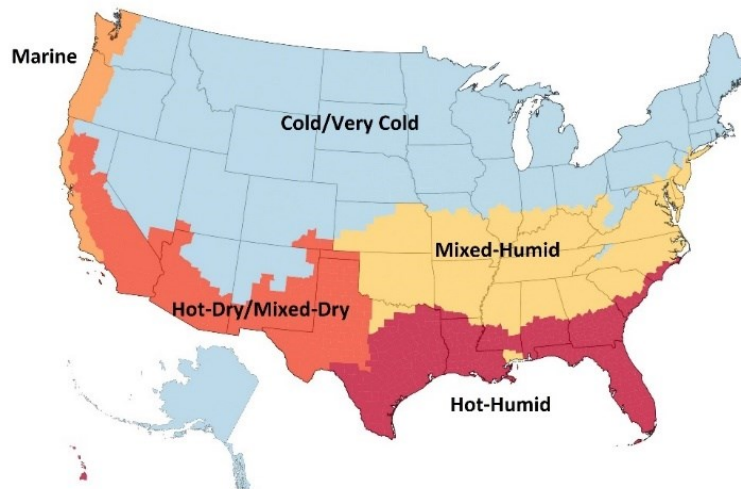 Marine
Cold/Very Cold
Mixed-Humid
Hot-Dry/Mixed-Dry
Hot-Humid